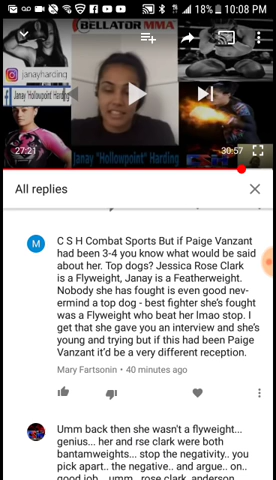 18% 10:08 PM
BELLATOR MMA
janayharding
Janay "Hollowpoint" Hardin
Janay "Hollowpoint" Harding
27:21
30:57
All replies
M
C S H Combat Sports But if Paige Vanzant
had been 3-4 you know what would be said
about her. Top dogs? Jessica Rose Clark
is a Flyweight, Janay is a Featherweight.
Nobody she has fought is even good nev-
ermind a top dog - best fighter she's fought
was a Flyweight who beat her lmao stop. I
get that she gave you an interview and she's
young and trying but if this had been Paige
Vanzant it'd be a very different reception.
Mary Fartsonin • 40 minutes ago
Umm back then she wasn't a flyweight...
genius... her and rse clark were both
bantamweights... stop the negativity.. you
pick apart.. the negative.. and argue.. on..
good job... umm.. rose clark, anderson